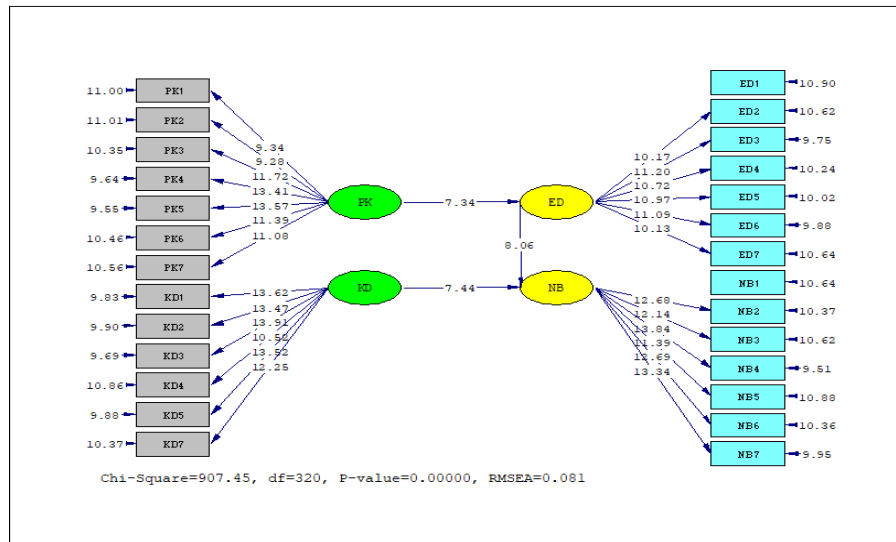 11.00 PK1
11.01 PK2
10.35 PK3
9.64 PK4
9.55 PK5
10.46 PK6
10.56 PK7
9.83 KD1
9.90 KD2
9.69 KD3
10.86 KD4
9.88 KD5
10.37 KD7
9.34
9.28
11.72
13.41
13.57
11.39
11.08
13.62
13.47
13.91
10.52
13.52
12.25
PK 7.34 ED
8.06
KD 7.44 NB
10.17
11.20
10.72
10.97
11.09
10.13
12.68
12.14
13.84
11.39
12.69
13.34
ED1 10.90
ED2 10.62
ED3 9.75
ED4 10.24
ED5 10.02
ED6 9.88
ED7 10.64
NB1 10.64
NB2 10.37
NB3 10.62
NB4 9.51
NB5 10.88
NB6 10.36
NB7 9.95
Chi-Square=907.45, df=320, P-value=0.00000, RMSEA=0.081